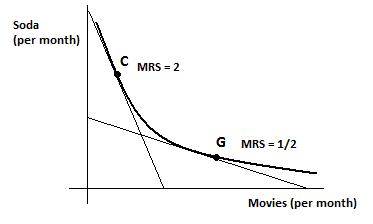 Soda
(per month)
C
MRS = 2
G
MRS = 1/2
Movies (per month)